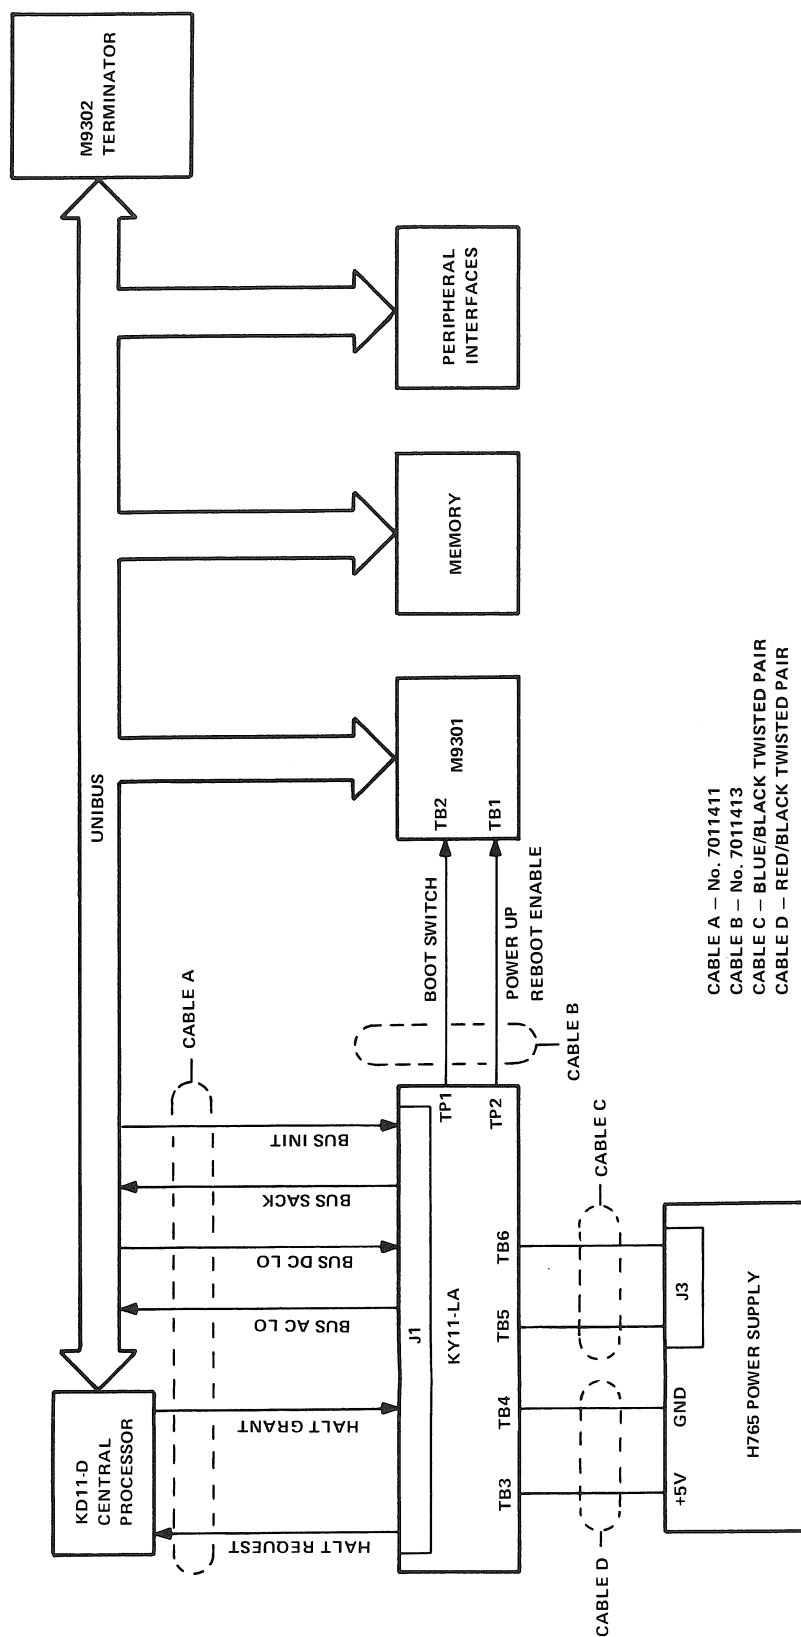 M9302
TERMINATOR
UNIBUS
KD11-D
CENTRAL
PROCESSOR
PERIPHERAL
INTERFACES
MEMORY
M9301
TB2
TB1
BOOT SWITCH
POWER UP
REBOOT ENABLE
CABLE A
CABLE B
HALT REQUEST
HALT GRANT
BUS AC LO
BUS DC LO
BUS SACK
BUS INIT
J1
KY11-LA
TP1
TP2
TB3
TB4
TB5
TB6
CABLE D
CABLE C
+5V
GND
J3
H765 POWER SUPPLY
CABLE A – No. 7011411
CABLE B – No. 7011413
CABLE C – BLUE/BLACK TWISTED PAIR
CABLE D – RED/BLACK TWISTED PAIR